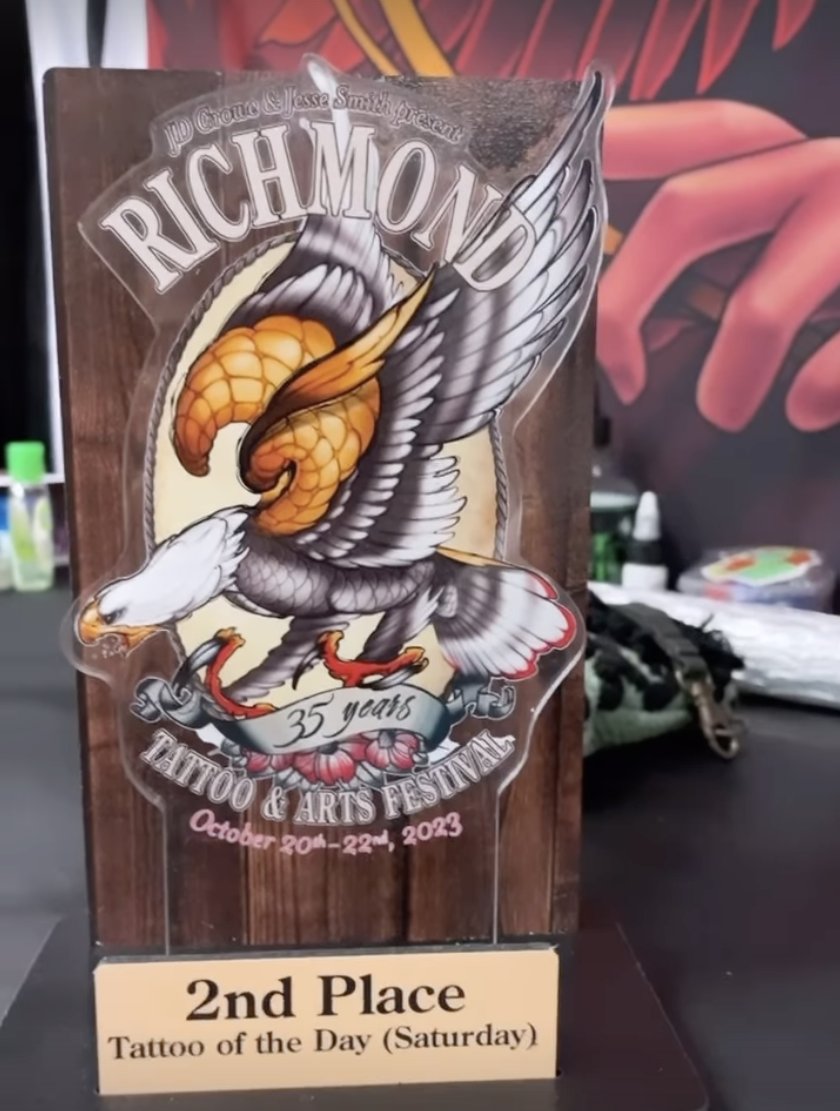 JD Crowe & Jesse Smith present
RICHMOND
35 years
TATTOO & ARTS FESTIVAL
October 20th-22nd, 2023
2nd Place
Tattoo of the Day (Saturday)